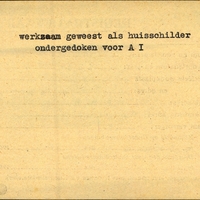 werkzaam geweest als huisschilder
ondergedoken voor A I